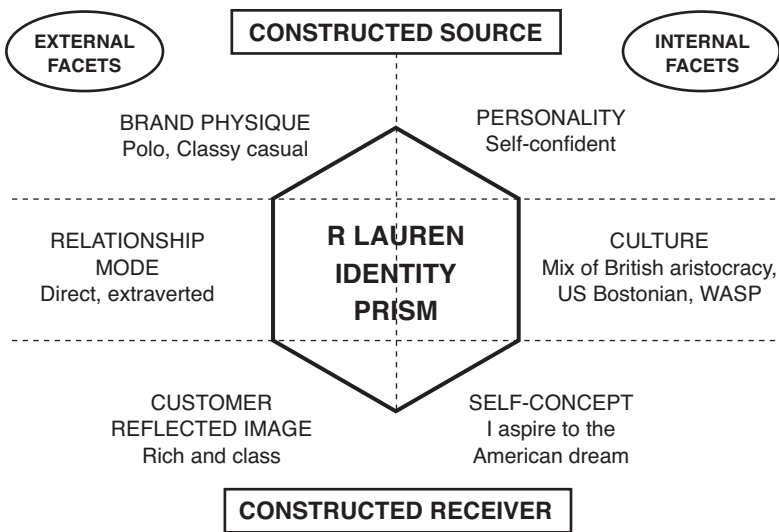 EXTERNAL
FACETS
CONSTRUCTED SOURCE
INTERNAL
FACETS
BRAND PHYSIQUE
Polo, Classy casual
PERSONALITY
Self-confident
RELATIONSHIP
MODE
Direct, extraverted
R LAUREN
IDENTITY
PRISM
CULTURE
Mix of British aristocracy,
US Bostonian, WASP
CUSTOMER
REFLECTED IMAGE
Rich and class
SELF-CONCEPT
I aspire to the
American dream
CONSTRUCTED RECEIVER